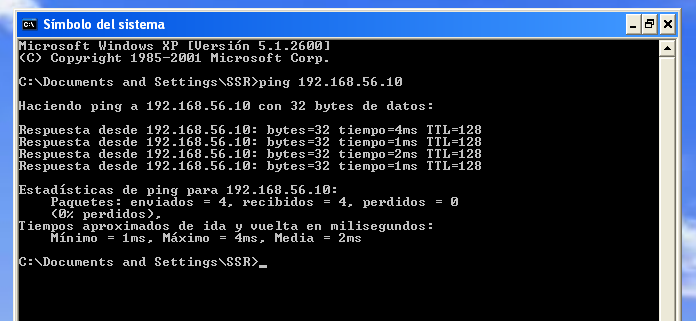 Símbolo del sistema
Microsoft Windows XP [Versión 5.1.2600]
(C) Copyright 1985-2001 Microsoft Corp.
C:\Documents and Settings\SSR>ping 192.168.56.10
Haciendo ping a 192.168.56.10 con 32 bytes de datos:
Respuesta desde 192.168.56.10: bytes=32 tiempo=4ms TTL=128
Respuesta desde 192.168.56.10: bytes=32 tiempo=1ms TTL=128
Respuesta desde 192.168.56.10: bytes=32 tiempo=2ms TTL=128
Respuesta desde 192.168.56.10: bytes=32 tiempo=1ms TTL=128
Estadísticas de ping para 192.168.56.10:
    Paquetes: enviados = 4, recibidos = 4, perdidos = 0
    (0% perdidos),
Tiempos aproximados de ida y vuelta en milisegundos:
    Mínimo = 1ms, Máximo = 4ms, Media = 2ms
C:\Documents and Settings\SSR>_